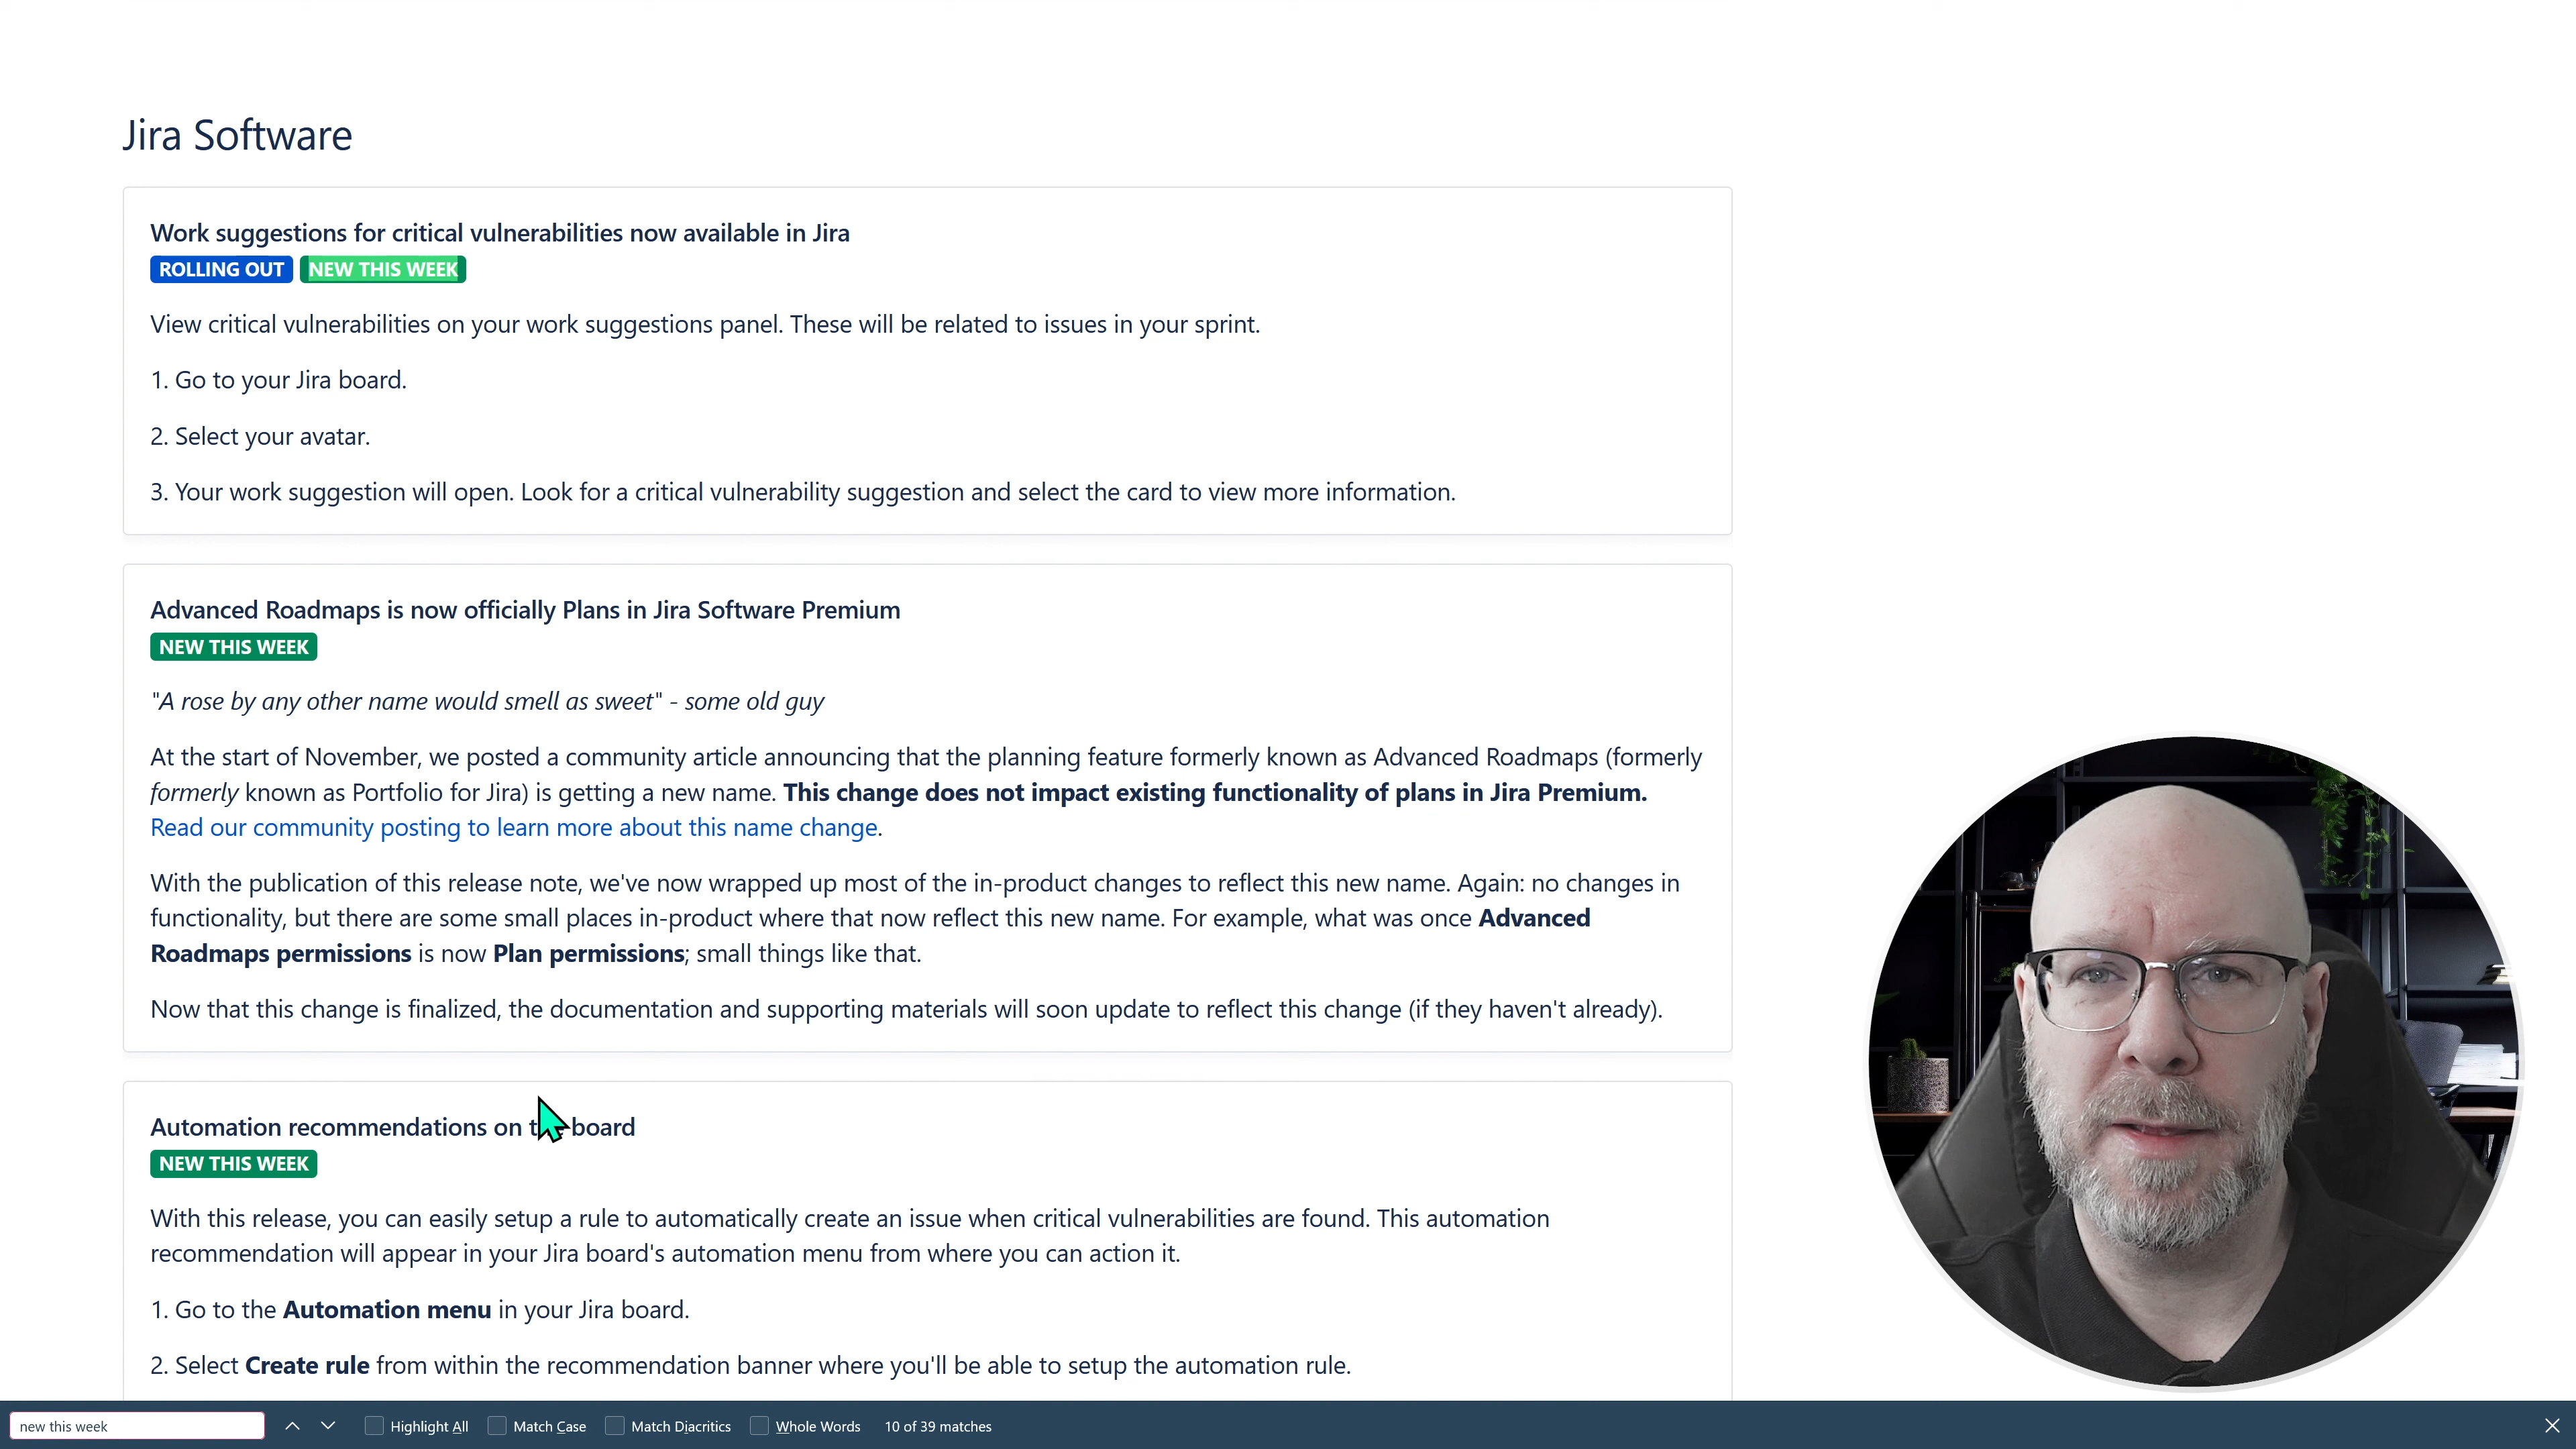 Jira Software
Work suggestions for critical vulnerabilities now available in Jira
ROLLING OUT NEW THIS WEEK
View critical vulnerabilities on your work suggestions panel. These will be related to issues in your sprint.
1. Go to your Jira board.
2. Select your avatar.
3. Your work suggestion will open. Look for a critical vulnerability suggestion and select the card to view more information.
Advanced Roadmaps is now officially Plans in Jira Software Premium
NEW THIS WEEK
"A rose by any other name would smell as sweet" - some old guy
At the start of November, we posted a community article announcing that the planning feature formerly known as Advanced Roadmaps (formerly
formerly known as Portfolio for Jira) is getting a new name. This change does not impact existing functionality of plans in Jira Premium.
Read our community posting to learn more about this name change.
With the publication of this release note, we've now wrapped up most of the in-product changes to reflect this new name. Again: no changes in
functionality, but there are some small places in-product where that now reflect this new name. For example, what was once Advanced
Roadmaps permissions is now Plan permissions; small things like that.
Now that this change is finalized, the documentation and supporting materials will soon update to reflect this change (if they haven't already).
Automation recommendations on the board
NEW THIS WEEK
With this release, you can easily setup a rule to automatically create an issue when critical vulnerabilities are found. This automation
recommendation will appear in your Jira board's automation menu from where you can action it.
1. Go to the Automation menu in your Jira board.
2. Select Create rule from within the recommendation banner where you'll be able to setup the automation rule.
new this week Highlight All Match Case Match Diacritics Whole Words 10 of 39 matches